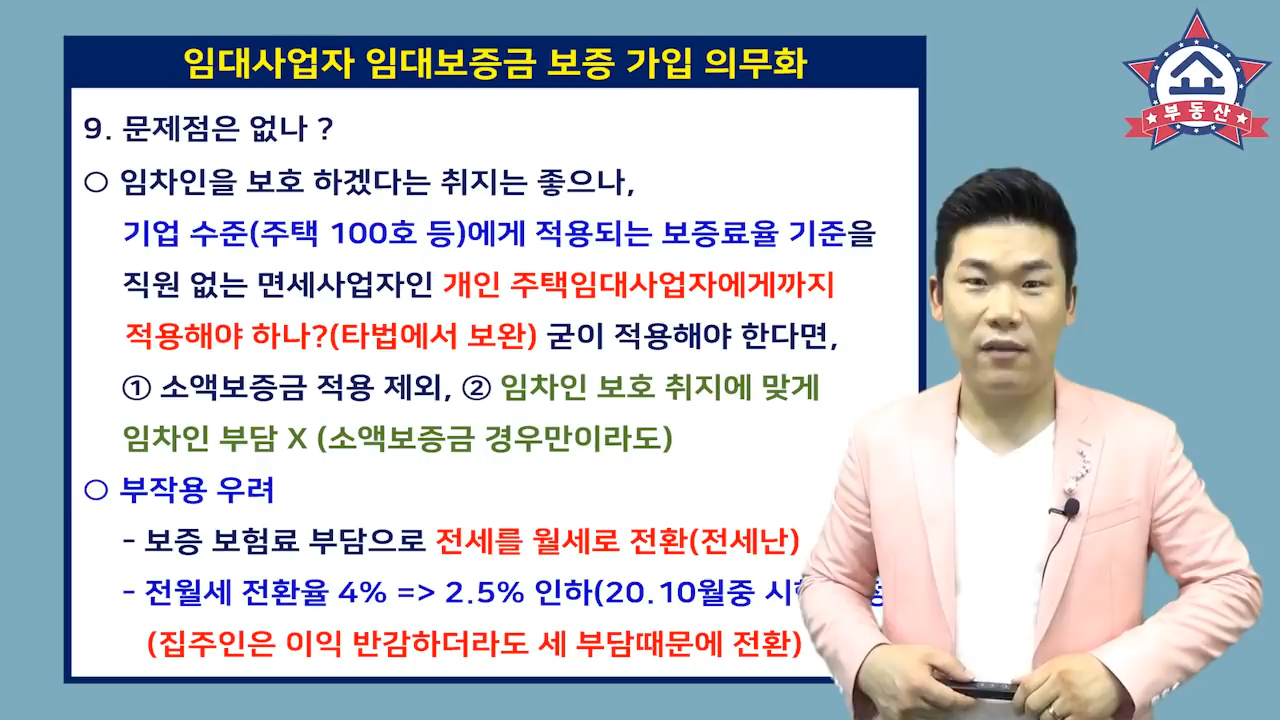 임대사업자 임대보증금 보증 가입 의무화
9. 문제점은 없나 ?
○ 임차인을 보호 하겠다는 취지는 좋으나,
기업 수준(주택 100호 등)에게 적용되는 보증료율 기준을
직원 없는 면세사업자인 개인 주택임대사업자에게까지
적용해야 하나?(타법에서 보완) 굳이 적용해야 한다면,
① 소액보증금 적용 제외, ② 임차인 보호 취지에 맞게
임차인 부담 X (소액보증금 경우만이라도)
○ 부작용 우려
- 보증 보험료 부담으로 전세를 월세로 전환(전세난)
- 전월세 전환율 4% => 2.5% 인하(20.10월중
(집주인은 이익 반감하더라도 세 부담때문에 전환)
쇼
부동산